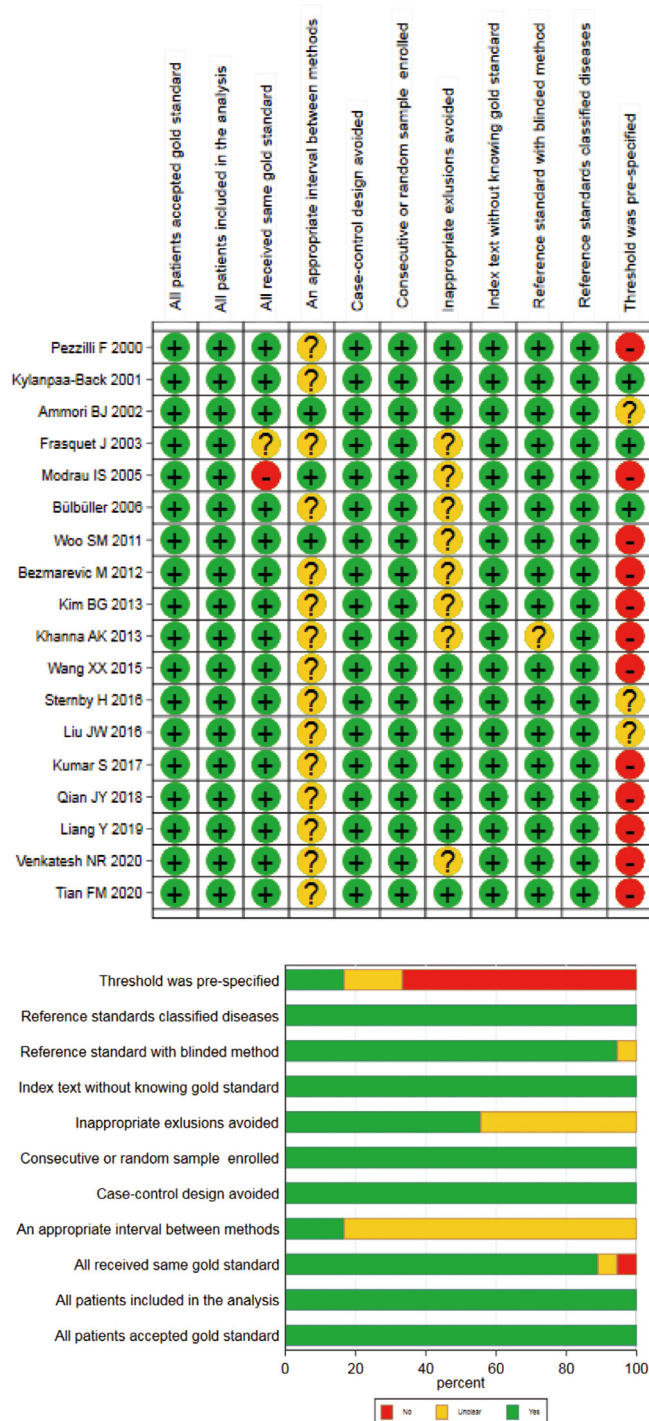 All patients accepted gold standard
All patients included in the analysis
All received same gold standard
An appropriate interval between methods
Case-control design avoided
Consecutive or random sample enrolled
Inappropriate exlusions avoided
Index text without knowing gold standard
Reference standard with blinded method
Reference standards classified diseases
Threshold was pre-specified
Pezzilli F 2000 + + + ? + + + + + + -
Kylanpaa-Back 2001 + + + ? + + + + + + +
Ammori BJ 2002 + + + + + + + + + + ?
Frasquet J 2003 + + ? ? + + ? + + + +
Modrau IS 2005 + + - + + + ? + + + -
Bülbüller 2006 + + + ? + + ? + + + +
Woo SM 2011 + + + + + + ? + + + -
Bezmarevic M 2012 + + + ? + + ? + + + -
Kim BG 2013 + + + ? + + ? + + + -
Khanna AK 2013 + + + ? + + ? + ? + -
Wang XX 2015 + + + ? + + + + + + -
Sternby H 2016 + + + ? + + + + + + ?
Liu JW 2016 + + + ? + + + + + + ?
Kumar S 2017 + + + ? + + + + + + -
Qian JY 2018 + + + ? + + + + + + -
Liang Y 2019 + + + ? + + + + + + -
Venkatesh NR 2020 + + + ? + + ? + + + -
Tian FM 2020 + + + ? + + + + + + -
Threshold was pre-specified
Reference standards classified diseases
Reference standard with blinded method
Index text without knowing gold standard
Inappropriate exlusions avoided
Consecutive or random sample enrolled
Case-control design avoided
An appropriate interval between methods
All received same gold standard
All patients included in the analysis
All patients accepted gold standard
0 20 40 60 80 100
percent
No Unclear Yes